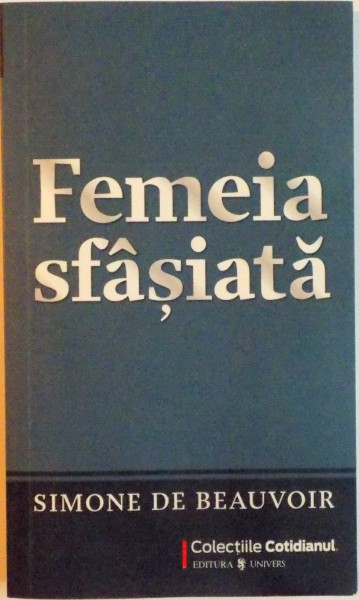 Femeia
sfâșiată
SIMONE DE BEAUVOIR
Colecțiile Cotidianul
EDITURA UNIVERS